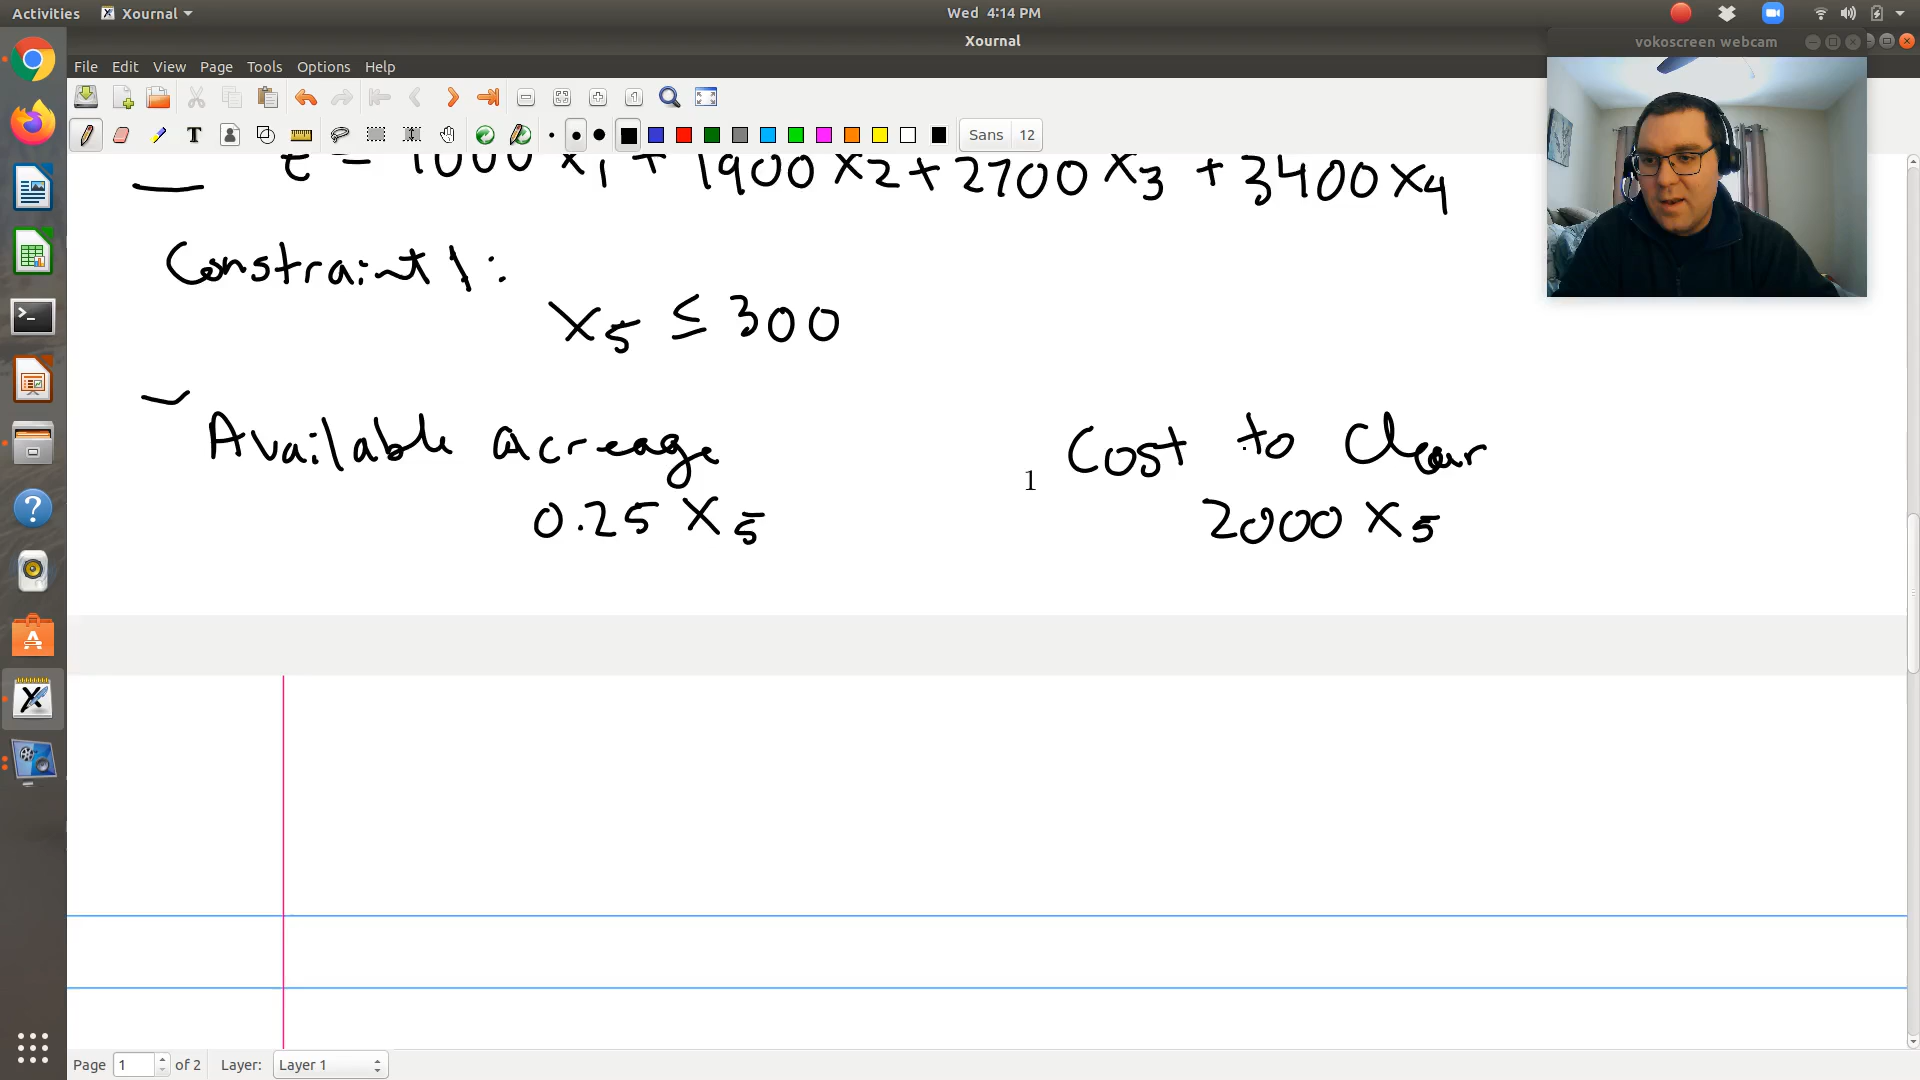 Activities Xournal Wed 4:14 PM
Xournal
vokoscreen webcam
File Edit View Page Tools Options Help
Sans 12
t = 1000 x1 + 1900 x2 + 2700 x3 + 3400 x4
Constraint 1:
x5 ≤ 300
Available acreage Cost to Clear
1
0.25 x5 2000 x5
Page 1 of 2 Layer: Layer 1